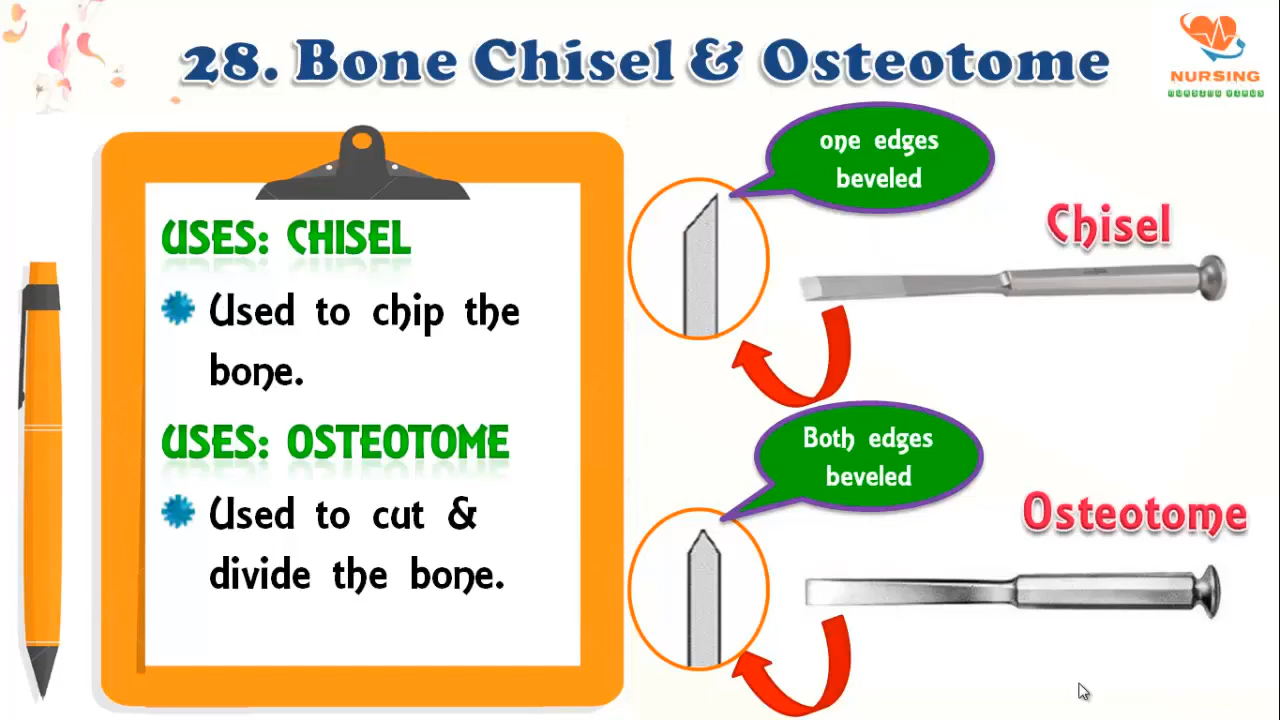 28. Bone Chisel & Osteotome
NURSING
USES: CHISEL
Used to chip the
bone.
USES: OSTEOTOME
Used to cut &
divide the bone.
one edges
beveled
Chisel
Both edges
beveled
Osteotome